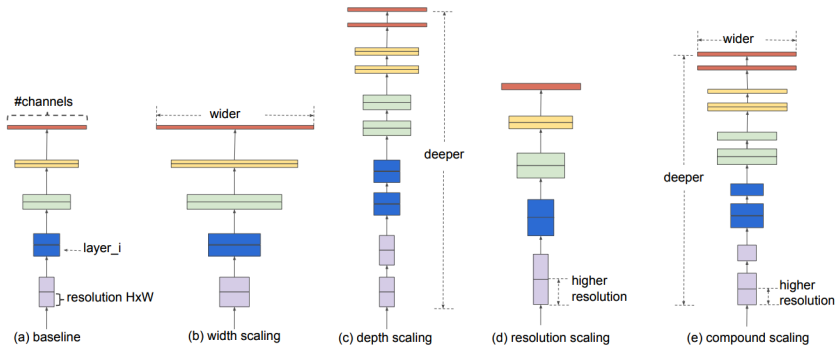 #channels
layer_i
resolution HxW
(a) baseline
wider
(b) width scaling
deeper
(c) depth scaling
higher
resolution
(d) resolution scaling
wider
deeper
higher
resolution
(e) compound scaling